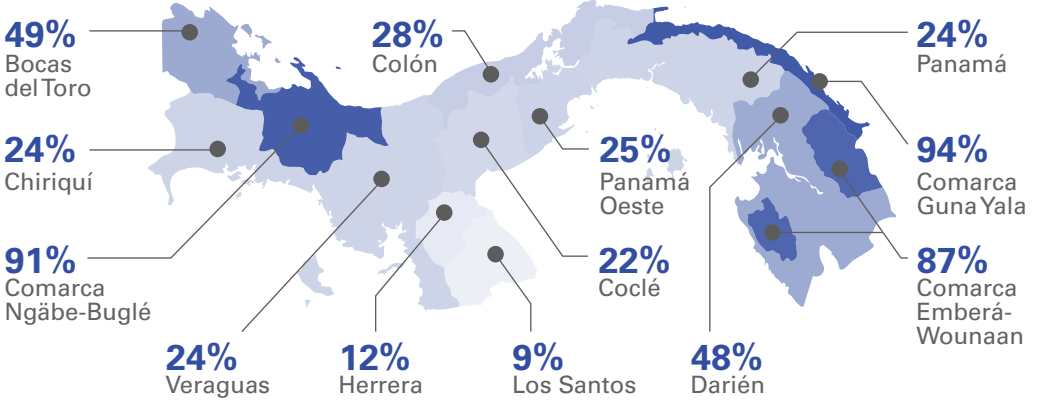 49%
Bocas
del Toro
28%
Colón
24%
Panamá
24%
Chiriquí
25%
Panamá
Oeste
94%
Comarca
Guna Yala
91%
Comarca
Ngäbe-Buglé
22%
Coclé
87%
Comarca
Emberá-
Wounaan
24%
Veraguas
12%
Herrera
9%
Los Santos
48%
Darién